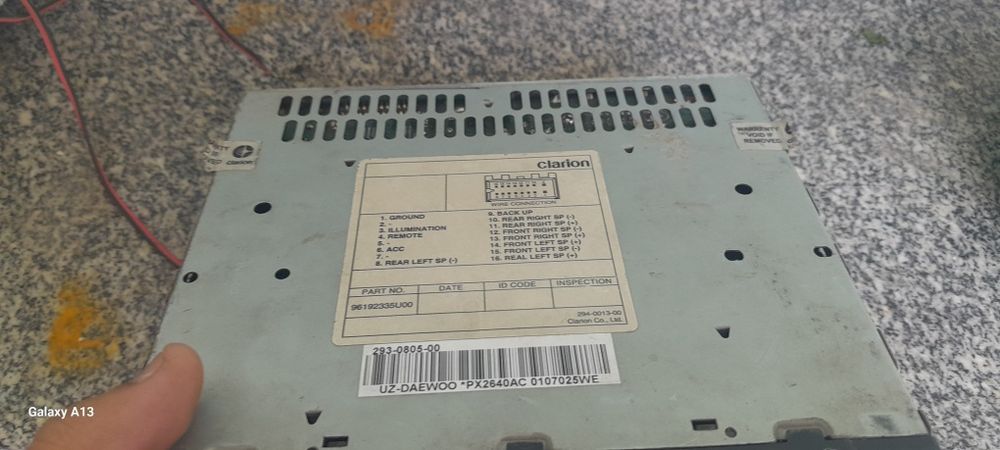 WARRANTY
VOID IF
REMOVED
clarion
clarion
WIRE CONNECTION
1. GROUND
2. -
3. ILLUMINATION
4. REMOTE
5. -
6. ACC
7. -
8. REAR LEFT SP (-)
9. BACK UP
10. REAR RIGHT SP (-)
11. REAR RIGHT SP (+)
12. FRONT RIGHT SP (-)
13. FRONT RIGHT SP (+)
14. FRONT LEFT SP (+)
15. FRONT LEFT SP (-)
16. REAL LEFT SP (+)
PART NO. DATE ID CODE INSPECTION
96192335U00
294-0013-00
Clarion Co., Ltd.
293-0805-00
UZ-DAEWOO *PX2640AC 0107025WE
Galaxy A13